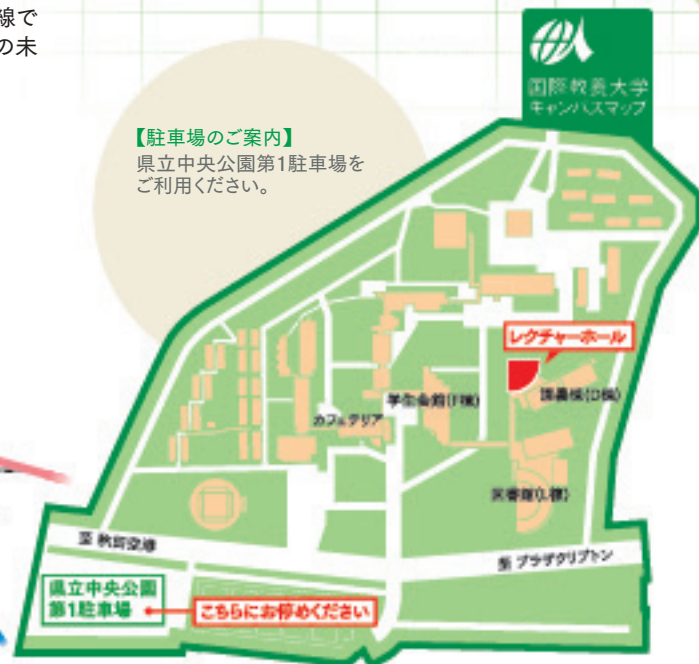 線で
の未
国際教養大学
キャンパスマップ
【駐車場のご案内】
県立中央公園第1駐車場を
ご利用ください。
レクチャーホール
学生会館(F棟)
講義棟(D棟)
カフェテリア
図書館(L棟)
至 秋田空港
至 プラザクリプトン
県立中央公園
第1駐車場
こちらにお停めください